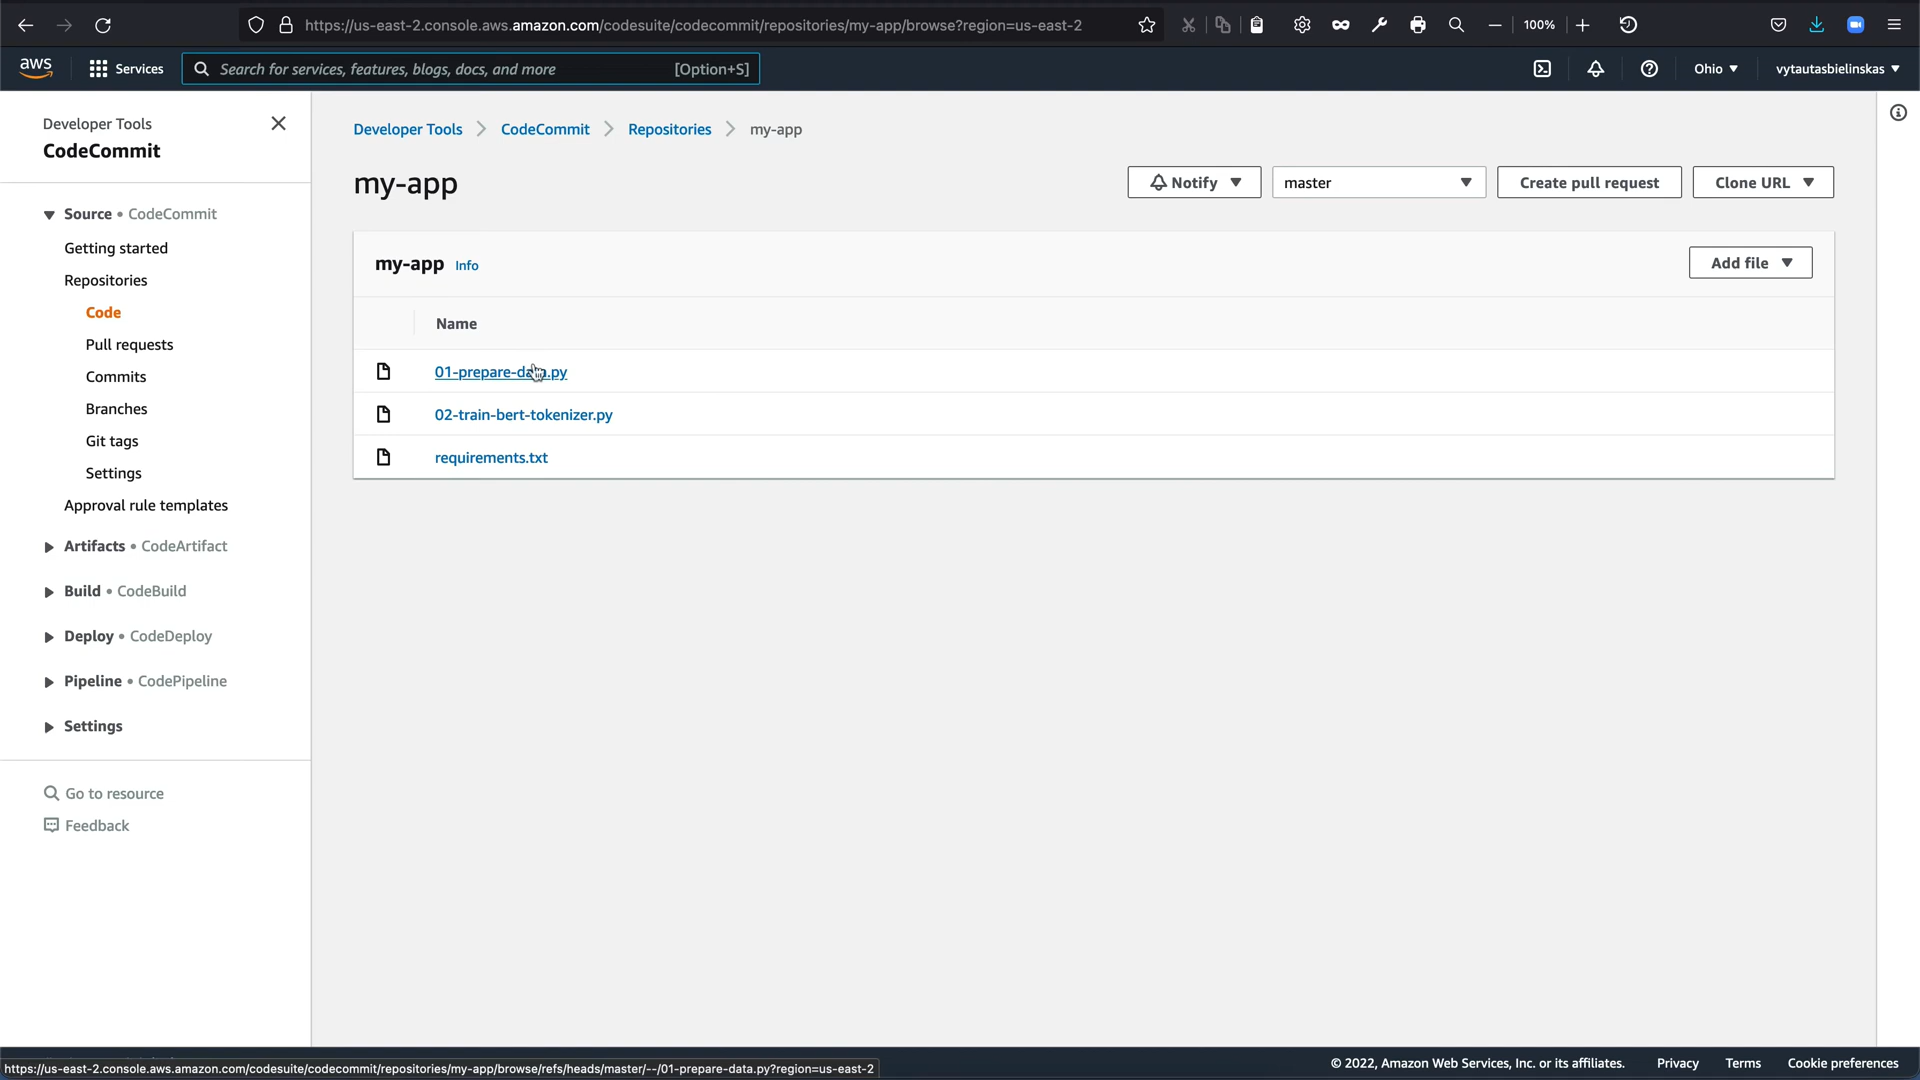 https://us-east-2.console.aws.amazon.com/codesuite/codecommit/repositories/my-app/browse?region=us-east-2
100%
aws
Services
Search for services, features, blogs, docs, and more
[Option+S]
Ohio
vytautasbielinskas
Developer Tools
CodeCommit
Source • CodeCommit
Getting started
Repositories
Code
Pull requests
Commits
Branches
Git tags
Settings
Approval rule templates
Artifacts • CodeArtifact
Build • CodeBuild
Deploy • CodeDeploy
Pipeline • CodePipeline
Settings
Go to resource
Feedback
Developer Tools
CodeCommit
Repositories
my-app
my-app
Notify
master
Create pull request
Clone URL
my-app Info
Add file
Name
01-prepare-data.py
02-train-bert-tokenizer.py
requirements.txt
https://us-east-2.console.aws.amazon.com/codesuite/codecommit/repositories/my-app/browse/refs/heads/master/--/01-prepare-data.py?region=us-east-2
© 2022, Amazon Web Services, Inc. or its affiliates.
Privacy
Terms
Cookie preferences